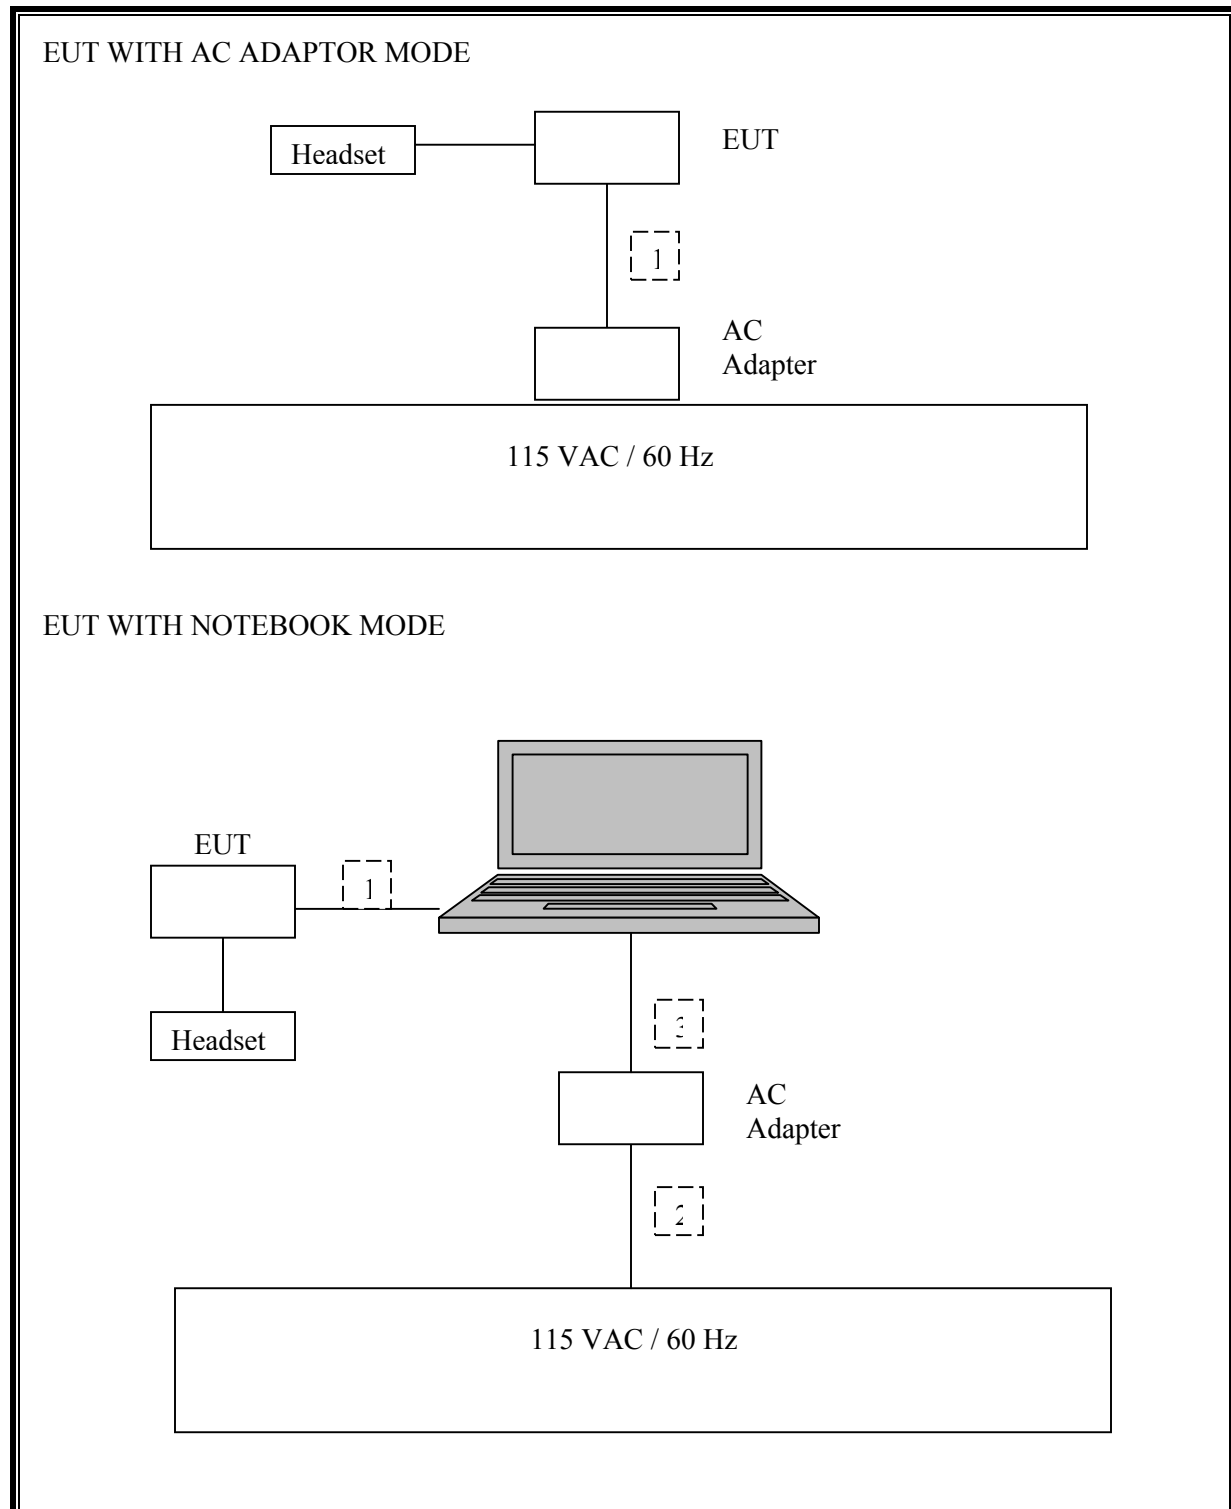 EUT WITH AC ADAPTOR MODE
Headset
EUT
1
AC
Adapter
115 VAC / 60 Hz
EUT WITH NOTEBOOK MODE
EUT
1
Headset
3
AC
Adapter
2
115 VAC / 60 Hz